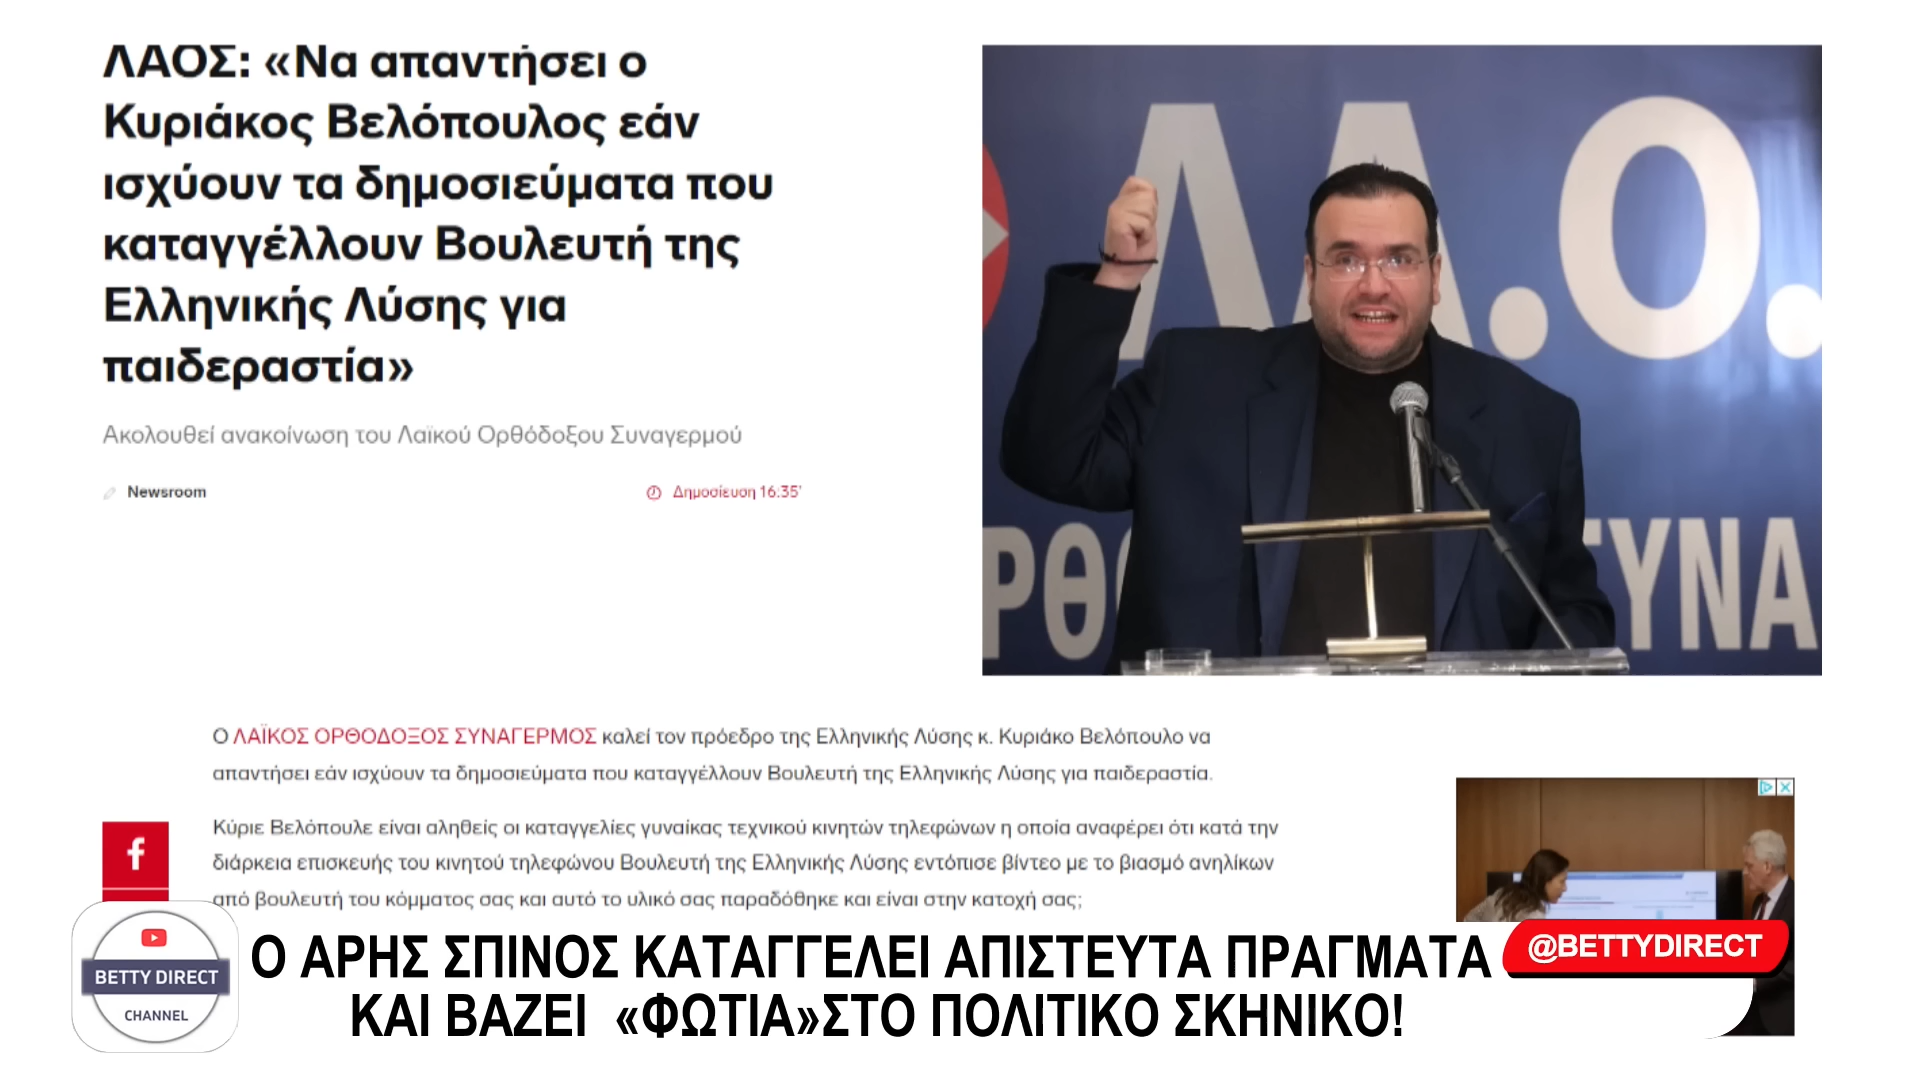 ΛΑΟΣ: «Να απαντήσει ο
Κυριάκος Βελόπουλος εάν
ισχύουν τα δημοσιεύματα που
καταγγέλλουν Βουλευτή της
Ελληνικής Λύσης για
παιδεραστία»
Ακολουθεί ανακοίνωση του Λαϊκού Ορθόδοξου Συναγερμού
Newsroom
Δημοσίευση 16:35'
Λ.Ο.
ΡΘ
ΥΝΑ
Ο ΛΑΪΚΟΣ ΟΡΘΟΔΟΞΟΣ ΣΥΝΑΓΕΡΜΟΣ καλεί τον πρόεδρο της Ελληνικής Λύσης κ. Κυριάκο Βελόπουλο να
απαντήσει εάν ισχύουν τα δημοσιεύματα που καταγγέλλουν Βουλευτή της Ελληνικής Λύσης για παιδεραστία.
Κύριε Βελόπουλε είναι αληθείς οι καταγγελίες γυναίκας τεχνικού κινητών τηλεφώνων η οποία αναφέρει ότι κατά την
διάρκεια επισκευής του κινητού τηλεφώνου Βουλευτή της Ελληνικής Λύσης εντόπισε βίντεο με το βιασμό ανηλίκων
από βουλευτή του κόμματος σας και αυτό το υλικό σας παραδόθηκε και είναι στην κατοχή σας;
f
BETTY DIRECT
CHANNEL
Ο ΑΡΗΣ ΣΠΙΝΟΣ ΚΑΤΑΓΓΕΛΕΙ ΑΠΙΣΤΕΥΤΑ ΠΡΑΓΜΑΤΑ
ΚΑΙ ΒΑΖΕΙ «ΦΩΤΙΑ»ΣΤΟ ΠΟΛΙΤΙΚΟ ΣΚΗΝΙΚΟ!
@BETTYDIRECT